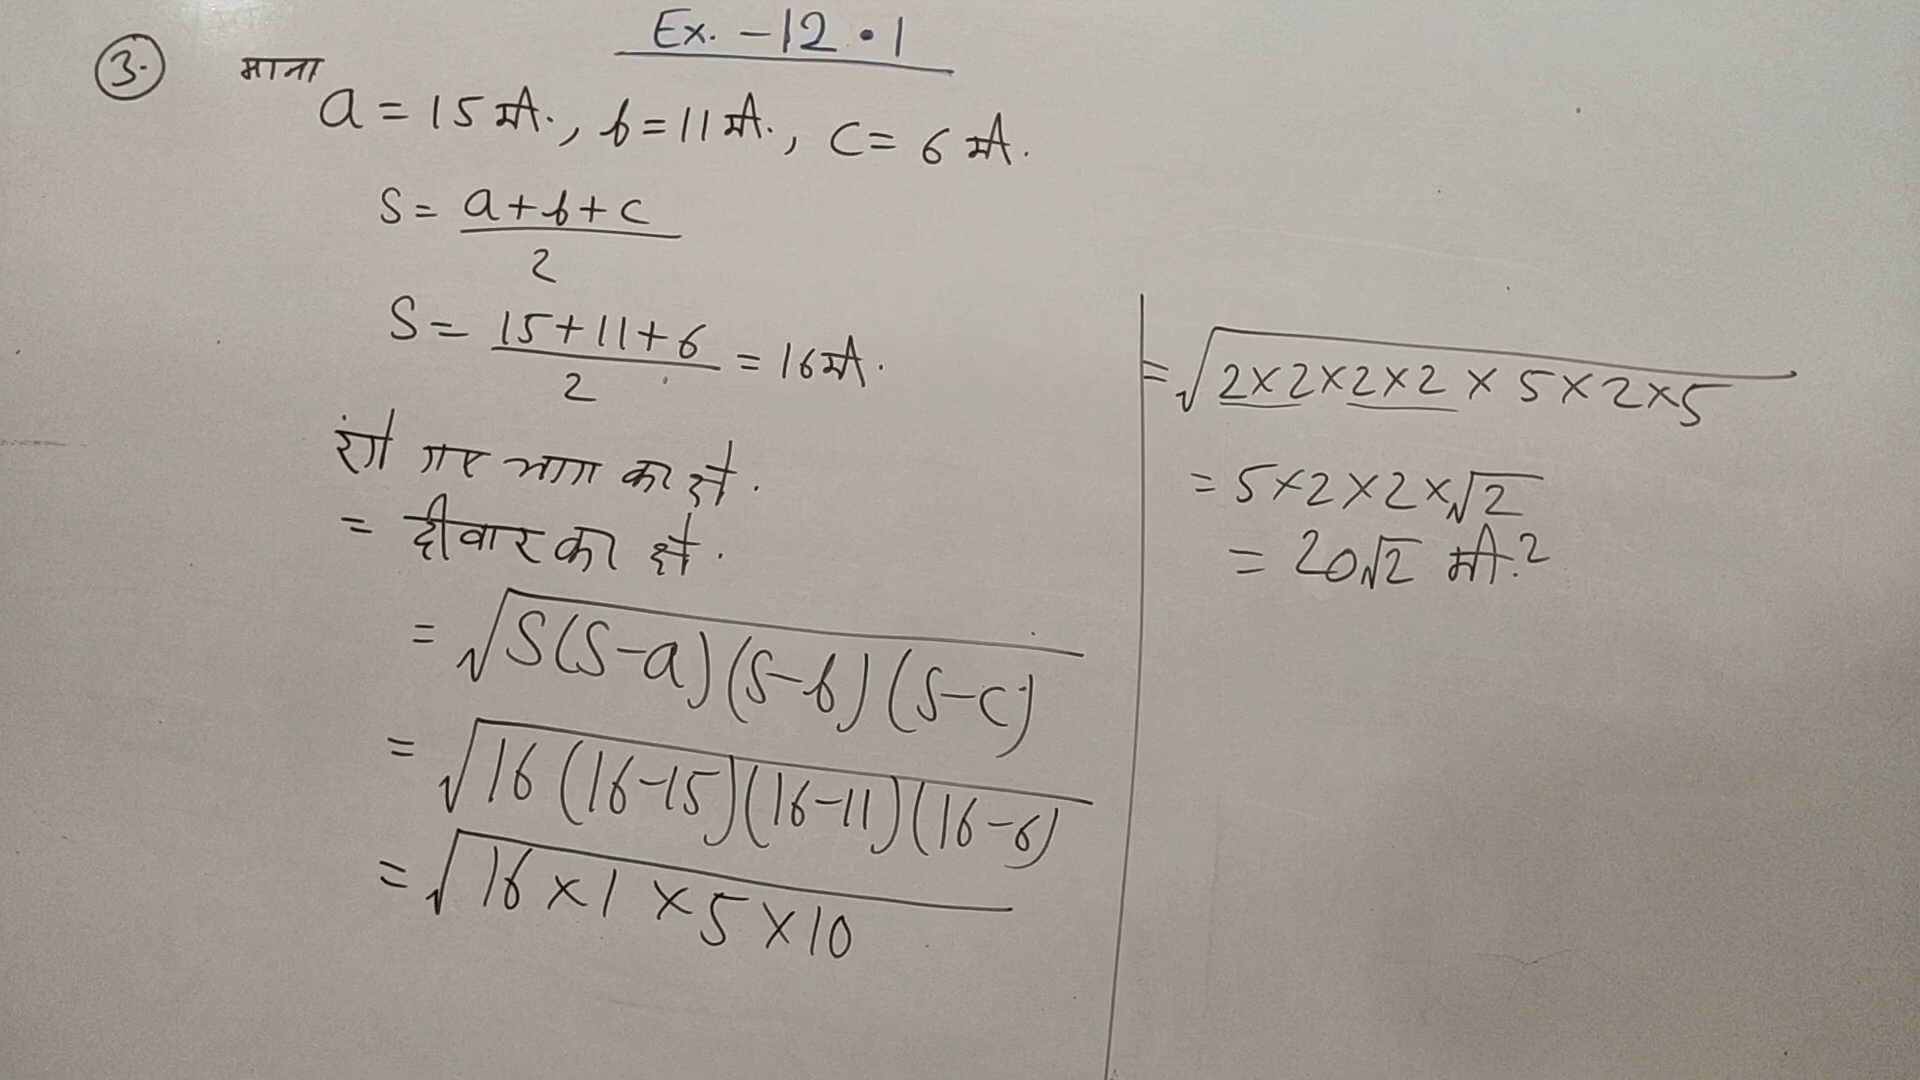 Ex. - 12.1
3. माना
a = 15 मी., b = 11 मी., c = 6 मी.
S = a+b+c / 2
S = 15+11+6 / 2 = 16 मी.
रंगे गए भाग का क्षे.
= दीवार का क्षे.
= √S(S-a)(S-b)(S-c)
= √16(16-15)(16-11)(16-6)
= √16×1×5×10
= √2×2×2×2×5×2×5
= 5×2×2×√2
= 20√2 मी.²